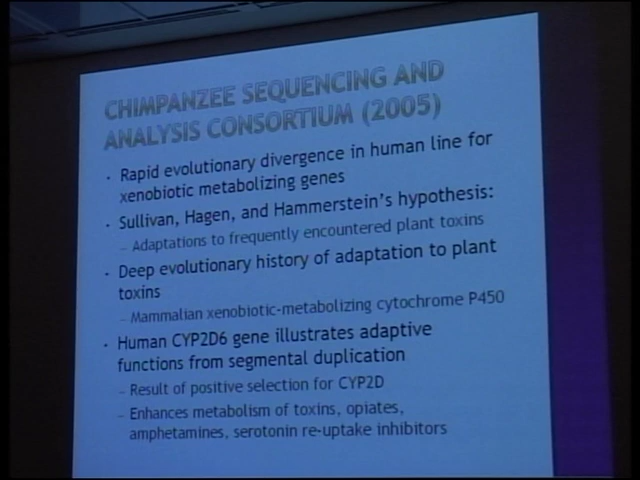 CHIMPANZEE SEQUENCING AND
ANALYSIS CONSORTIUM (2005)
· Rapid evolutionary divergence in human line for
xenobiotic metabolizing genes
· Sullivan, Hagen, and Hammerstein's hypothesis:
– Adaptations to frequently encountered plant toxins
· Deep evolutionary history of adaptation to plant
toxins
– Mammalian xenobiotic-metabolizing cytochrome P450
· Human CYP2D6 gene illustrates adaptive
functions from segmental duplication
– Result of positive selection for CYP2D
– Enhances metabolism of toxins, opiates,
amphetamines, serotonin re-uptake inhibitors